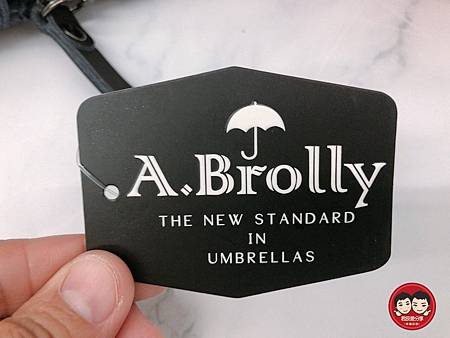 A.Brolly
THE NEW STANDARD
IN
UMBRELLAS